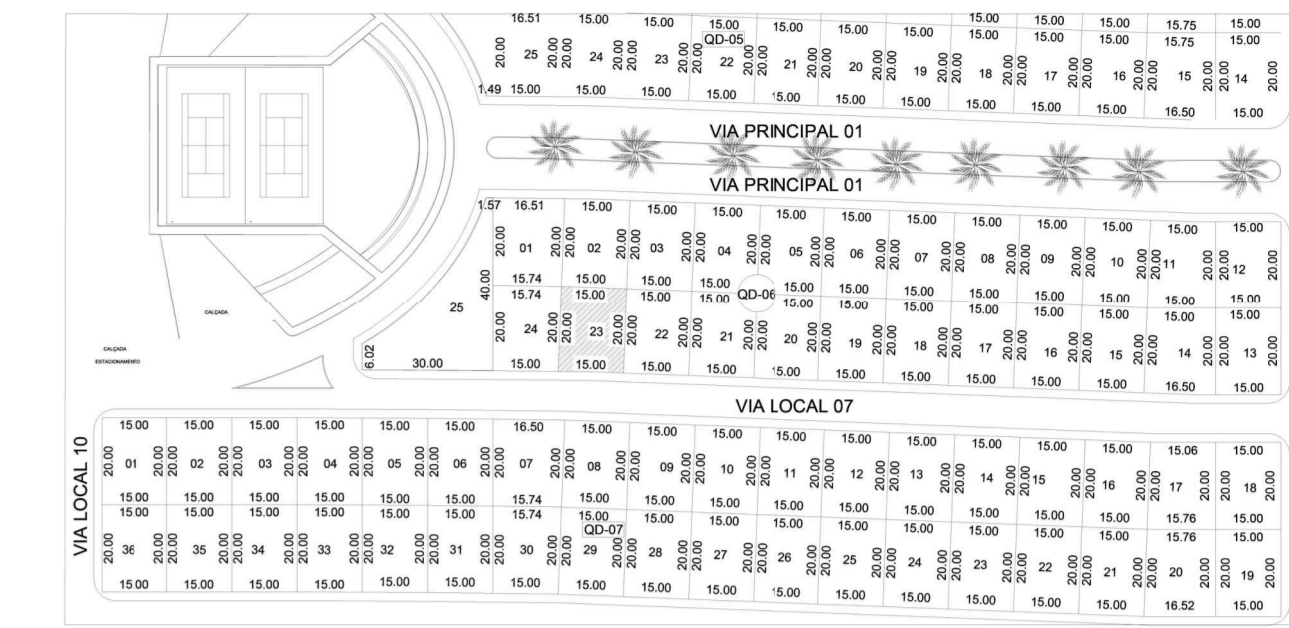 16.51 15.00 15.00 15.00 15.00 15.00 15.00 15.00 15.00 15.00 15.75 15.00
QD-05
15.00 15.00 15.00 15.00 15.75 15.00
20.00 25 20.00 20.00 24 20.00 20.00 23 20.00 20.00 22 20.00 20.00 21 20.00 20.00 20 20.00 20.00 19 20.00 20.00 18 20.00 20.00 17 20.00 20.00 16 20.00 20.00 15 20.00 20.00 14 20.00
1.49 15.00 15.00 15.00 15.00 15.00 15.00 15.00 15.00 15.00 15.00 16.50 15.00
VIA PRINCIPAL 01
VIA PRINCIPAL 01
1.57 16.51 15.00 15.00 15.00 15.00 15.00 15.00 15.00 15.00 15.00 15.00 15.00
20.00 01 20.00 20.00 02 20.00 20.00 03 20.00 20.00 04 20.00 20.00 05 20.00 20.00 06 20.00 20.00 07 20.00 20.00 08 20.00 20.00 09 20.00 20.00 10 20.00 20.00 11 20.00 20.00 12 20.00
15.74 15.00 15.00 15.00 15.00 15.00 15.00 15.00 15.00 15.00 15.00 15.00
40.00
QD-06
15.74 15.00 15.00 15.00 15.00 15.00 15.00 15.00 15.00 15.00 15.00 15.00
25
CALÇADA
20.00 24 20.00 20.00 23 20.00 20.00 22 20.00 20.00 21 20.00 20.00 20 20.00 20.00 19 20.00 20.00 18 20.00 20.00 17 20.00 20.00 16 20.00 20.00 15 20.00 20.00 14 20.00 20.00 13 20.00
CALÇADA
ESTACIONAMENTO
6.02 30.00 15.00 15.00 15.00 15.00 15.00 15.00 15.00 15.00 15.00 15.00 16.50 15.00
VIA LOCAL 07
VIA LOCAL 10
15.00 15.00 15.00 15.00 15.00 15.00 16.50 15.00 15.00 15.00 15.00 15.00 15.00 15.00 15.00 15.00 15.06 15.00
20.00 01 20.00 20.00 02 20.00 20.00 03 20.00 20.00 04 20.00 20.00 05 20.00 20.00 06 20.00 20.00 07 20.00 20.00 08 20.00 20.00 09 20.00 20.00 10 20.00 20.00 11 20.00 20.00 12 20.00 20.00 13 20.00 20.00 14 20.00 20.00 15 20.00 20.00 16 20.00 20.00 17 20.00 20.00 18 20.00
15.00 15.00 15.00 15.00 15.00 15.00 15.74 15.00 15.00 15.00 15.00 15.00 15.00 15.00 15.00 15.00 15.76 15.00
15.00 15.00 15.00 15.00 15.00 15.00 15.74 15.00 15.00 15.00 15.00 15.00 15.00 15.00 15.00 15.00 15.76 15.00
QD-07
20.00 36 20.00 20.00 35 20.00 20.00 34 20.00 20.00 33 20.00 20.00 32 20.00 20.00 31 20.00 20.00 30 20.00 20.00 29 20.00 20.00 28 20.00 20.00 27 20.00 20.00 26 20.00 20.00 25 20.00 20.00 24 20.00 20.00 23 20.00 20.00 22 20.00 20.00 21 20.00 20.00 20 20.00 20.00 19 20.00
15.00 15.00 15.00 15.00 15.00 15.00 15.00 15.00 15.00 15.00 15.00 15.00 15.00 15.00 15.00 15.00 16.52 15.00